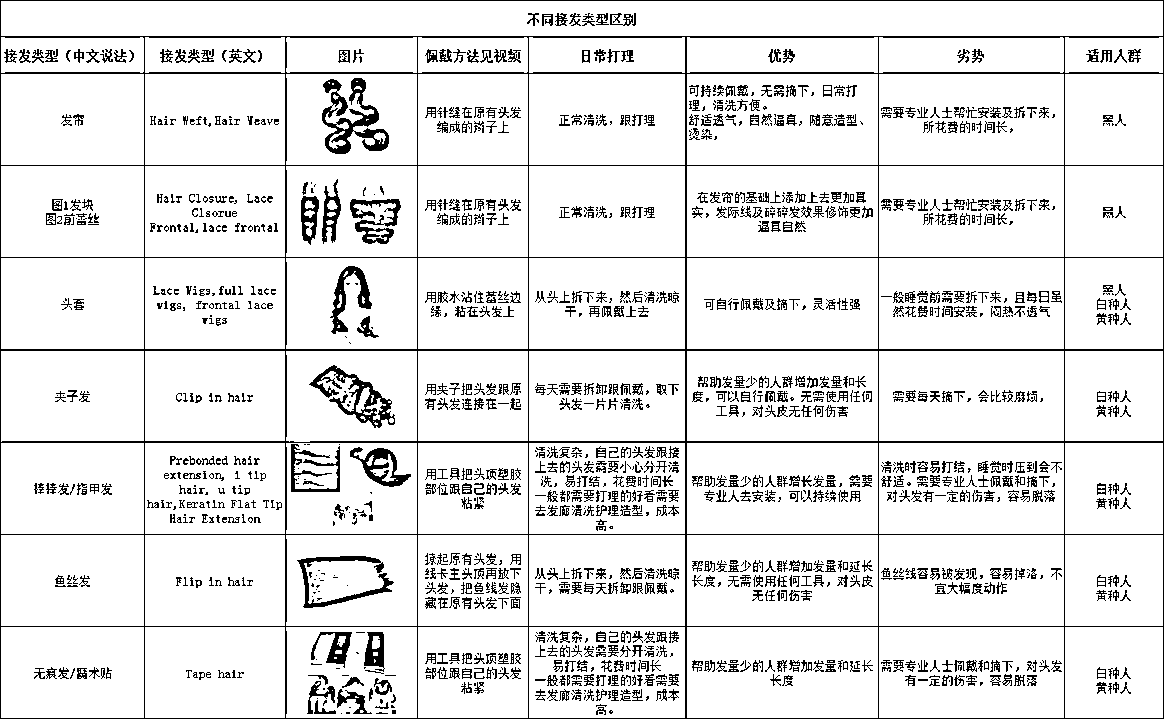 不同接发类型区别
接发类型（中文说法）
接发类型（英文）
图片
佩戴方法见视频
日常打理
优势
劣势
适用人群
发帘
Hair Weft,Hair Weave
用针缝在原有头发
编成的辫子上
正常清洗，跟打理
可持续佩戴，无需摘下，日常打
理，清洗方便。
舒适透气，自然逼真，随意造型、
烫染，
需要专业人士帮忙安装及拆下来，
所花费的时间长，
黑人
图1发块
图2前蕾丝
Hair Closure, Lace
Clsorue
Frontal,lace frontal
用针缝在原有头发
编成的辫子上
正常清洗，跟打理
在发帘的基础上添加上去更加真
实，发际线及碎碎发效果修饰更加
逼真自然
需要专业人士帮忙安装及拆下来，
所花费的时间长，
黑人
头套
Lace Wigs,full lace
wigs, frontal lace
wigs
用胶水沾住蕾丝边
缘，粘在头发上
从头上拆下来，然后清洗晾
干，再佩戴上去
可自行佩戴及摘下，灵活性强
一般睡觉前需要拆下来，且每日虽
然花费时间安装，闷热不透气
黑人
白种人
黄种人
夹子发
Clip in hair
用夹子把头发跟原
有头发连接在一起
每天需要拆卸跟佩戴，取下
头发一片片清洗。
帮助发量少的人群增加发量和长
度，可以自行佩戴。无需使用任何
工具，对头皮无任何伤害
需要每天摘下，会比较麻烦，
白种人
黄种人
棒棒发/指甲发
Prebonded hair
extension, i tip
hair, u tip
hair,Keratin Flat Tip
Hair Extension
用工具把头顶塑胶
部位跟自己的头发
粘紧
清洗复杂，自己的头发跟接
上去的头发需要小心分开清
洗，易打结，花费时间长
一般都需要打理的好看需要
去发廊清洗护理造型，成本
高。
帮助发量少的人群增长发量，需要
专业人去安装，可以持续使用
清洗时容易打结，睡觉时压到会不
舒适。需要专业人士佩戴和摘下，
对头发有一定的伤害，容易脱落
白种人
黄种人
鱼丝发
Flip in hair
掠起原有头发，用
线卡主头顶再放下
头发，把鱼线发隐
藏在原有头发下面
从头上拆下来，然后清洗晾
干，需要每天拆卸跟佩戴。
帮助发量少的人群增加发量和延长
长度，无需使用任何工具，对头皮
无任何伤害
鱼丝线容易被发现，容易掉洛，不
宜大幅度动作
白种人
黄种人
无痕发/魔术贴
Tape hair
用工具把头顶塑胶
部位跟自己的头发
粘紧
清洗复杂，自己的头发跟接
上去的头发需要分开清洗，
易打结，花费时间长
一般都需要打理的好看需要
去发廊清洗护理造型，成本
高。
帮助发量少的人群增加发量和延长
长度
需要专业人士佩戴和摘下，对头发
有一定的伤害，容易脱落
白种人
黄种人